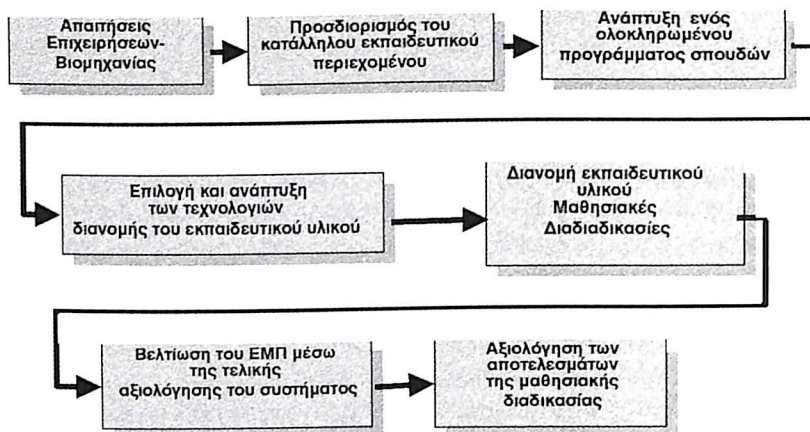 Απαιτήσεις
Επιχειρήσεων-
Βιομηχανίας
Προσδιορισμός του
κατάλληλου εκπαιδευτικού
περιεχομένου
Ανάπτυξη ενός
ολοκληρωμένου
προγράμματος σπουδών
Επιλογή και ανάπτυξη
των τεχνολογιών
διανομής του εκπαιδευτικού υλικού
Διανομή εκπαιδευτικού
υλικού
Μαθησιακές
Διαδιαδικασίες
Βελτίωση του ΕΜΠ μέσω
της τελικής
αξιολόγησης του συστήματος
Αξιολόγηση των
αποτελεσμάτων
της μαθησιακής
διαδικασίας